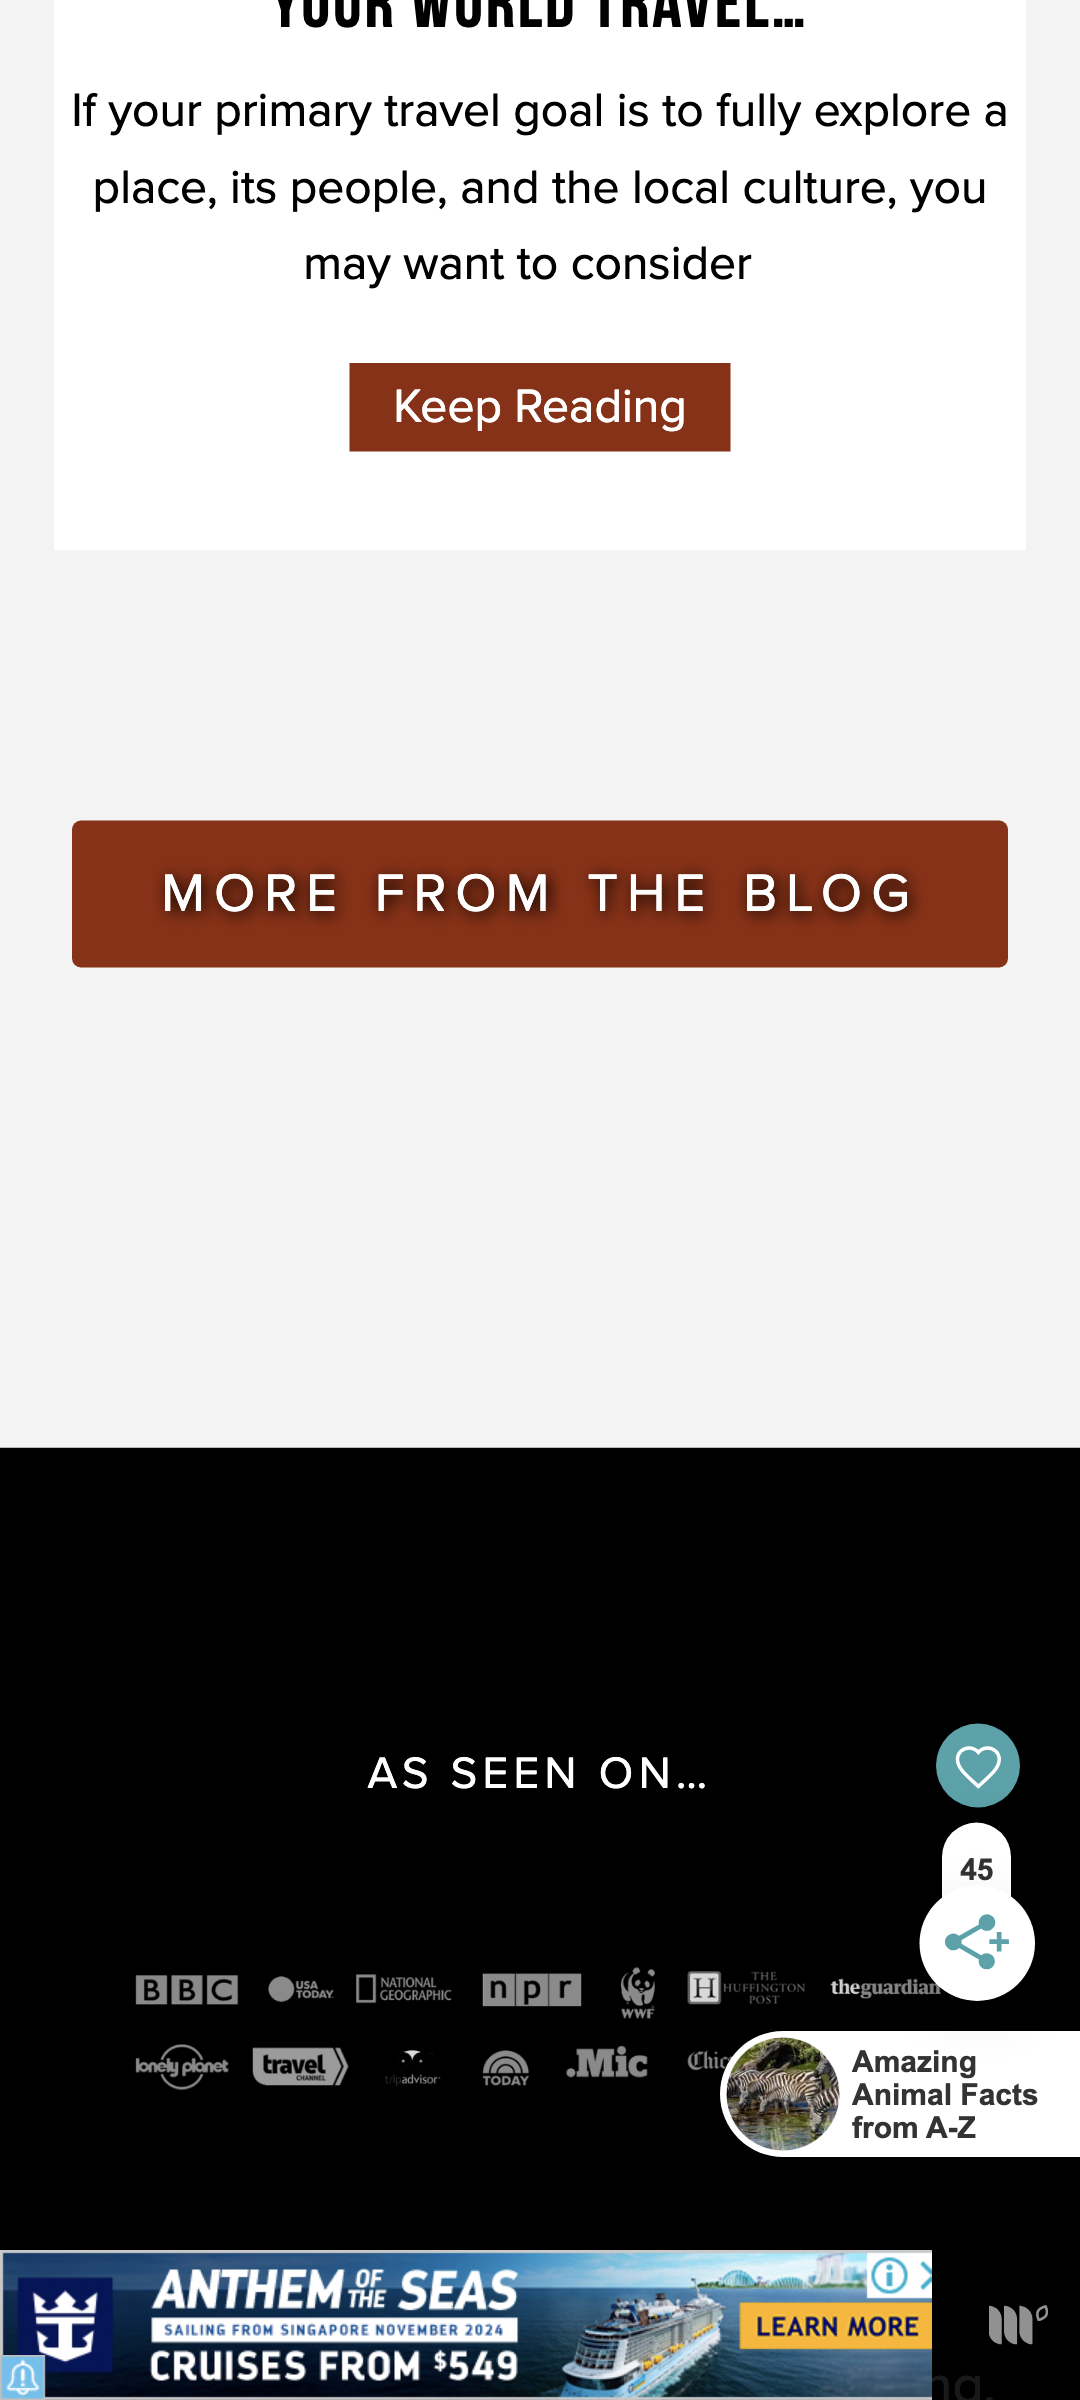 YOUR WORLD TRAVEL...
If your primary travel goal is to fully explore a
place, its people, and the local culture, you
may want to consider
Keep Reading
MORE FROM THE BLOG
AS SEEN ON...
45
BBC
USA TODAY
NATIONAL GEOGRAPHIC
npr
WWF
H THE HUFFINGTON POST
theguardian
lonely planet
travel CHANNEL
tripadvisor
TODAY
.Mic
Chic
Amazing
Animal Facts
from A-Z
ANTHEM OF THE SEAS
SAILING FROM SINGAPORE NOVEMBER 2024
CRUISES FROM $549
LEARN MORE
ng.